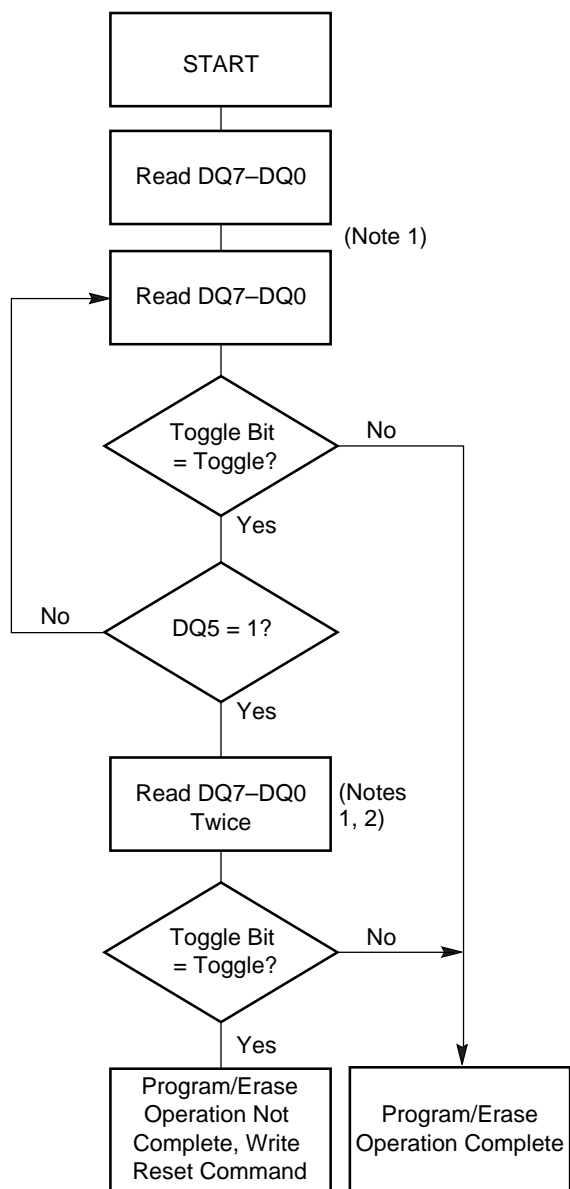 START
Read DQ7–DQ0
(Note 1)
Read DQ7–DQ0
Toggle Bit
= Toggle?
No
Yes
No
DQ5 = 1?
Yes
Read DQ7–DQ0
Twice
(Notes
1, 2)
Toggle Bit
= Toggle?
No
Yes
Program/Erase
Operation Not
Complete, Write
Reset Command
Program/Erase
Operation Complete